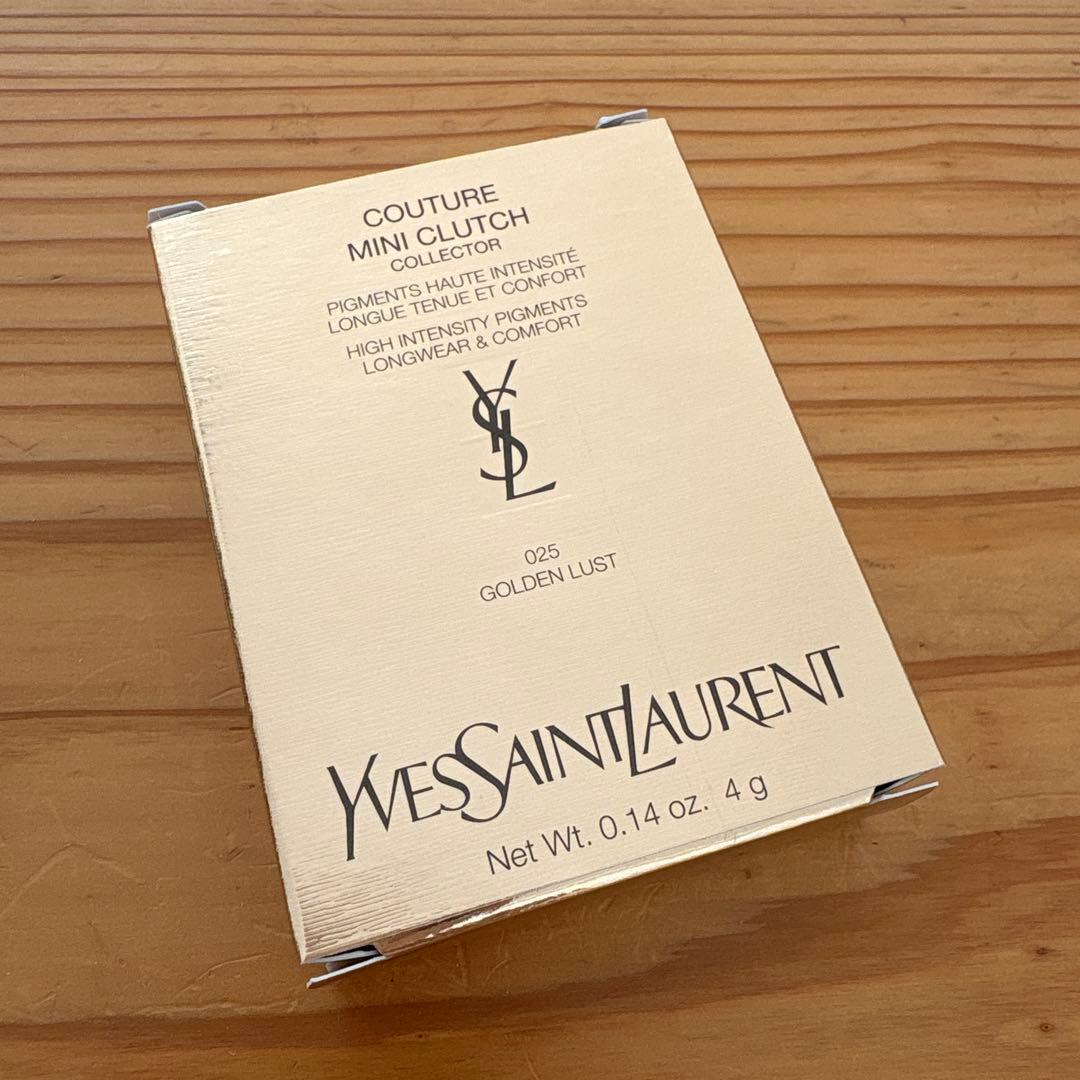 COUTURE
MINI CLUTCH
COLLECTOR
PIGMENTS HAUTE INTENSITÉ
LONGUE TENUE ET CONFORT
HIGH INTENSITY PIGMENTS
LONGWEAR & COMFORT
YSL
025
GOLDEN LUST
YVESSAINTLAURENT
Net Wt. 0.14 oz. 4 g